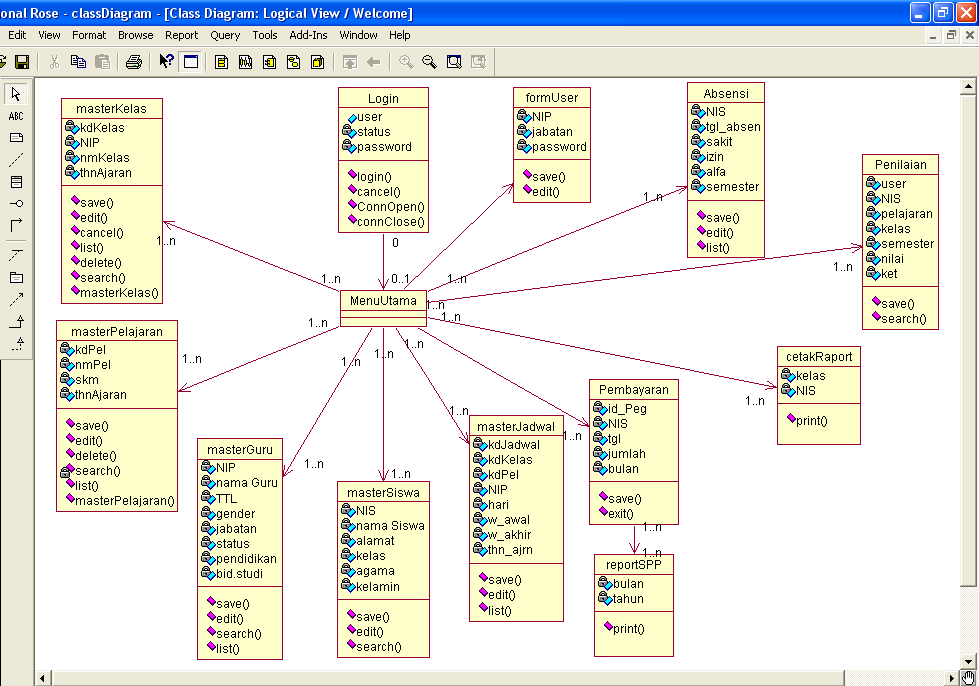 onal Rose - classDiagram - [Class Diagram: Logical View / Welcome]
Edit View Format Browse Report Query Tools Add-Ins Window Help
ABC
masterKelas
kdKelas
NIP
nmKelas
thnAjaran
save()
edit()
cancel()
list()
delete()
search()
masterKelas()
Login
user
status
password
login()
cancel()
ConnOpen()
connClose()
formUser
NIP
jabatan
password
save()
edit()
Absensi
NIS
tgl_absen
sakit
izin
alfa
semester
save()
edit()
list()
Penilaian
user
NIS
pelajaran
kelas
semester
nilai
ket
save()
search()
1..n
1..n
0
0..1
1..n
1..n
1..n
1..n
MenuUtama
1..n
1..n
1..n
1..n
1..n
masterPelajaran
kdPel
nmPel
skm
thnAjaran
save()
edit()
delete()
search()
list()
masterPelajaran()
1..n
masterGuru
NIP
nama Guru
TTL
gender
jabatan
status
pendidikan
bid.studi
save()
edit()
search()
list()
1..n
masterSiswa
NIS
nama Siswa
alamat
kelas
agama
kelamin
save()
edit()
search()
1..n
masterJadwal
kdJadwal
kdKelas
kdPel
NIP
hari
w_awal
w_akhir
thn_ajrn
save()
edit()
list()
1..n
Pembayaran
id_Peg
NIS
tgl
jumlah
bulan
save()
exit()
1..n
1..n
1..n
reportSPP
bulan
tahun
print()
cetakRaport
kelas
NIS
print()
1..n